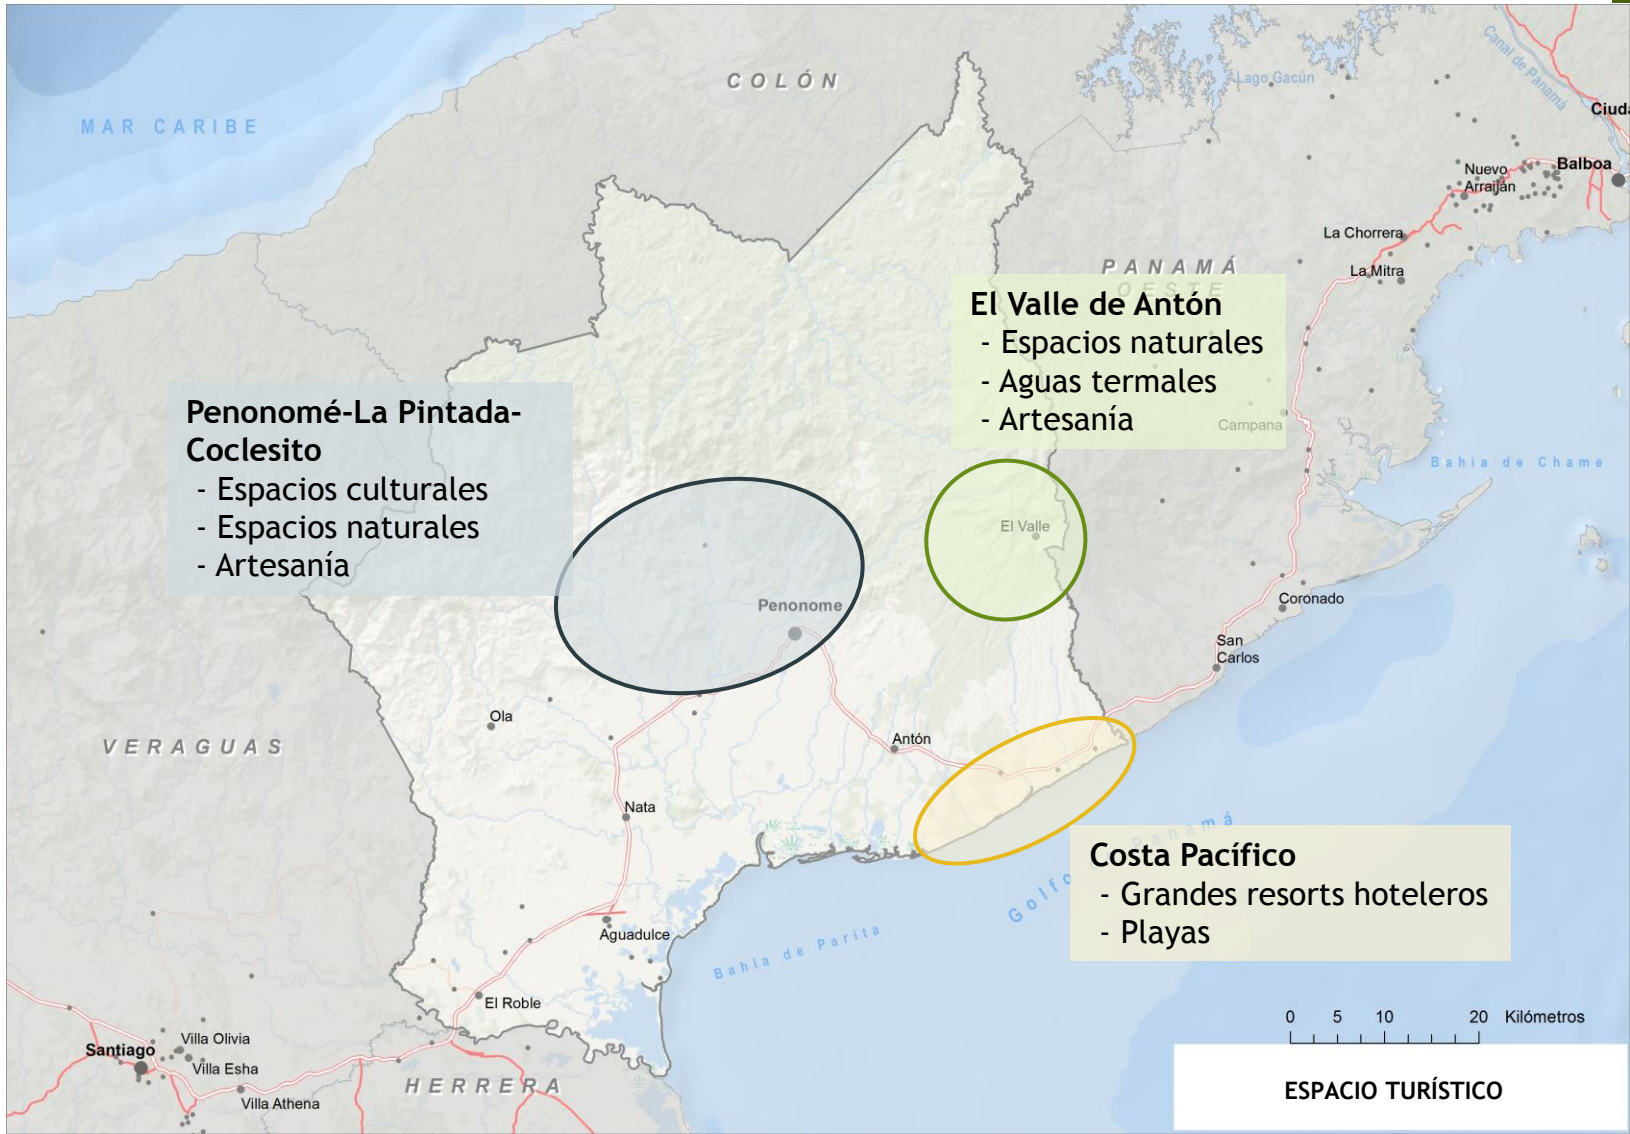 COLÓN
MAR CARIBE
Lago Gacún
Canal de Panamá
Balboa
Nuevo
Arraiján
La Chorrera
La Mitra
PANAMÁ
OESTE
El Valle de Antón
- Espacios naturales
- Aguas termales
- Artesanía
Campana
Bahia de Chame
Penonomé-La Pintada-
Coclesito
- Espacios culturales
- Espacios naturales
- Artesanía
El Valle
Penonome
Coronado
San
Carlos
Ola
Antón
VERAGUAS
Nata
Golfo Panamá
Costa Pacífico
- Grandes resorts hoteleros
- Playas
Aguadulce
Bahia de Parita
El Roble
0 5 10 20 Kilómetros
Villa Olivia
Santiago
Villa Esha
Villa Athena
HERRERA
ESPACIO TURÍSTICO